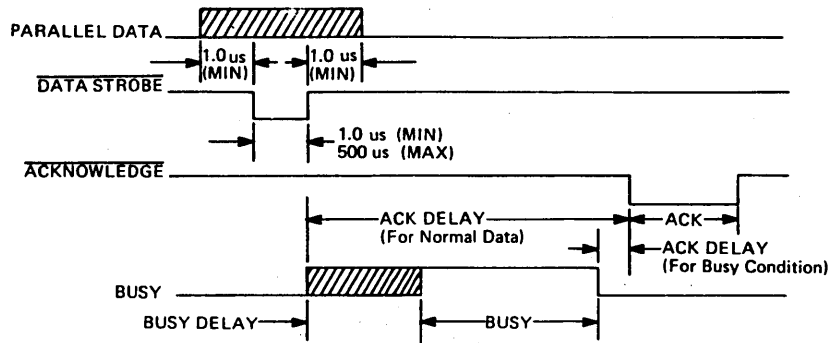 PARALLEL DATA
1.0 us
(MIN)
1.0 us
(MIN)
DATA STROBE
1.0 us (MIN)
500 us (MAX)
ACKNOWLEDGE
ACK DELAY
(For Normal Data)
ACK
ACK DELAY
(For Busy Condition)
BUSY
BUSY DELAY
BUSY